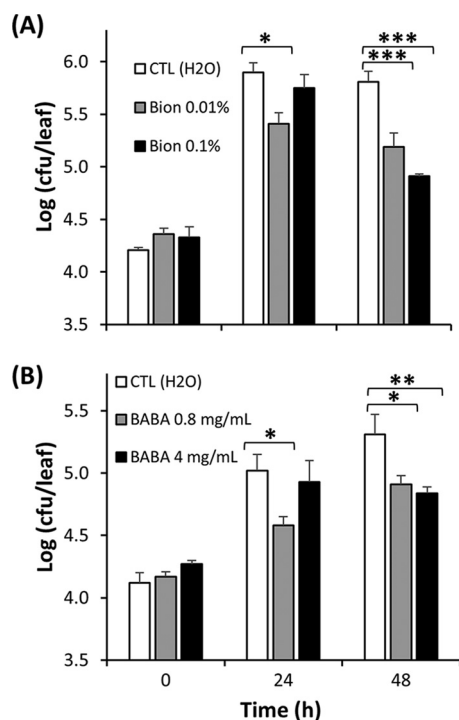 (A)
* ***
***
6.0
CTL (H2O)
5.5
Bion 0.01%
Bion 0.1%
5.0
4.5
4.0
3.5
Log (cfu/leaf)
(B)
CTL (H2O)
**
5.5
BABA 0.8 mg/mL
*
*
BABA 4 mg/mL
5.0
4.5
4.0
3.5
Log (cfu/leaf)
0 24 48
Time (h)